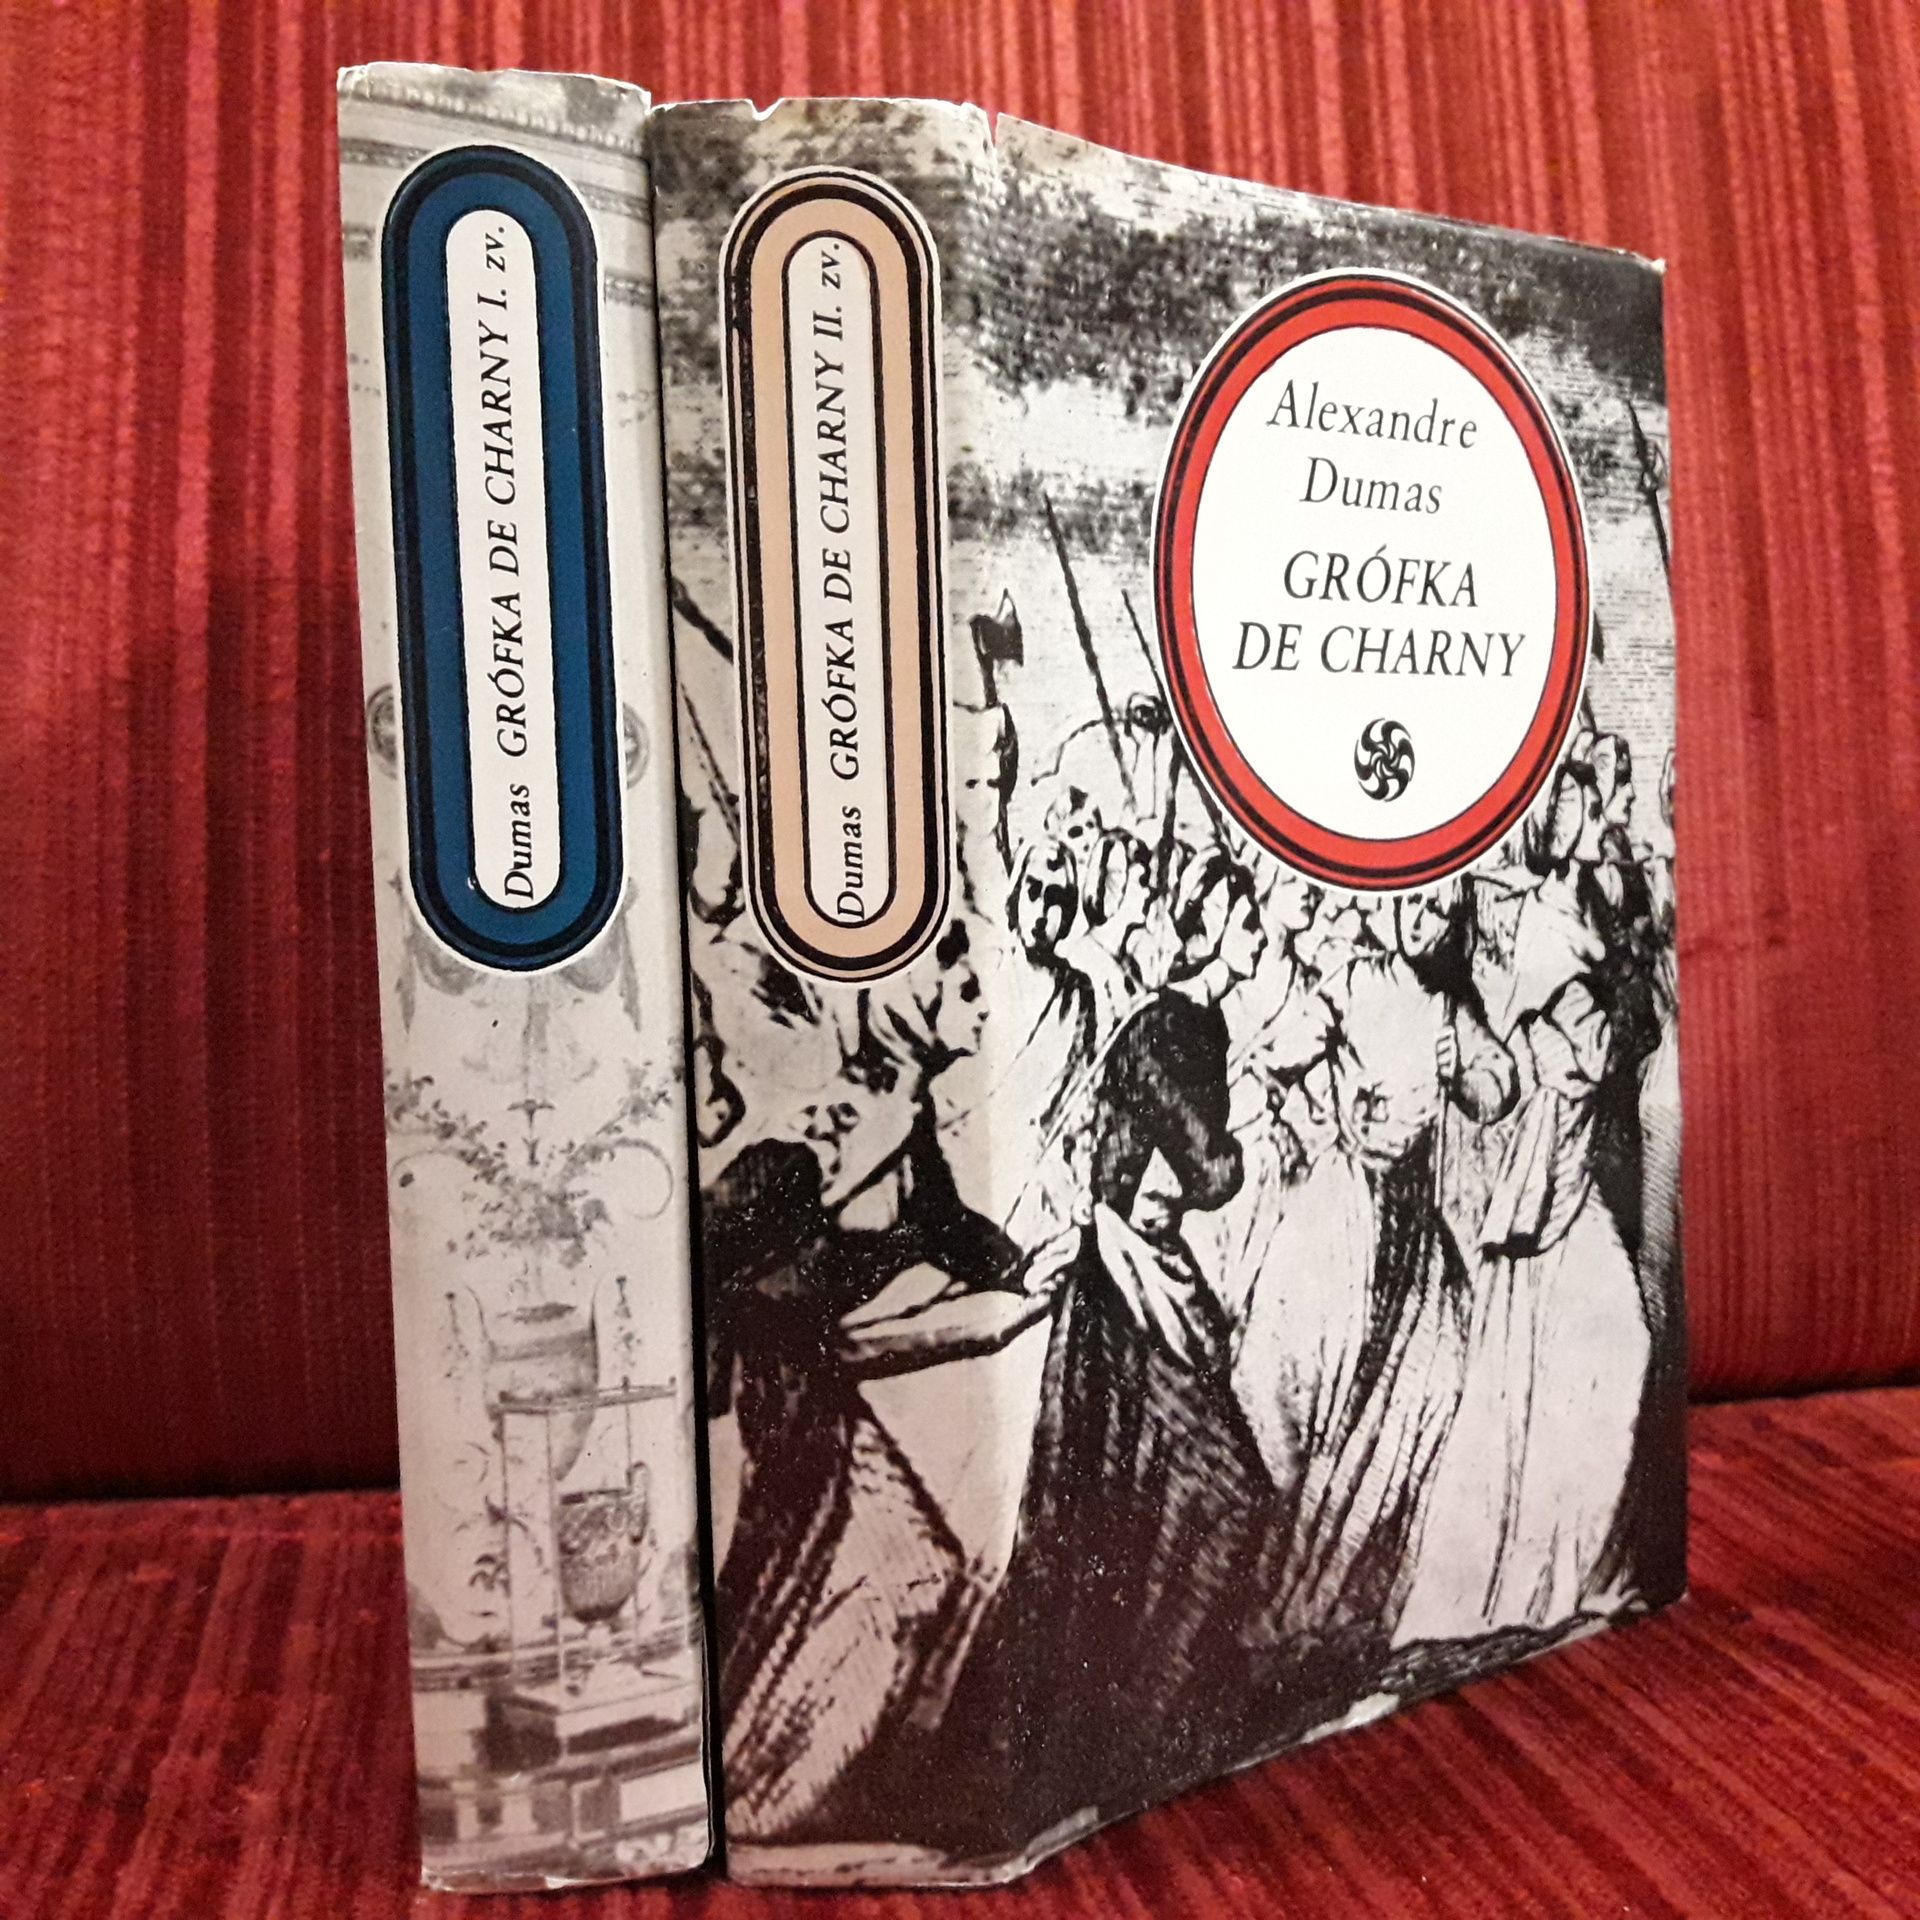 Dumas GRÓFKA DE CHARNY I. zv.
Dumas GRÓFKA DE CHARNY II. zv.
Alexandre
Dumas
GRÓFKA
DE CHARNY